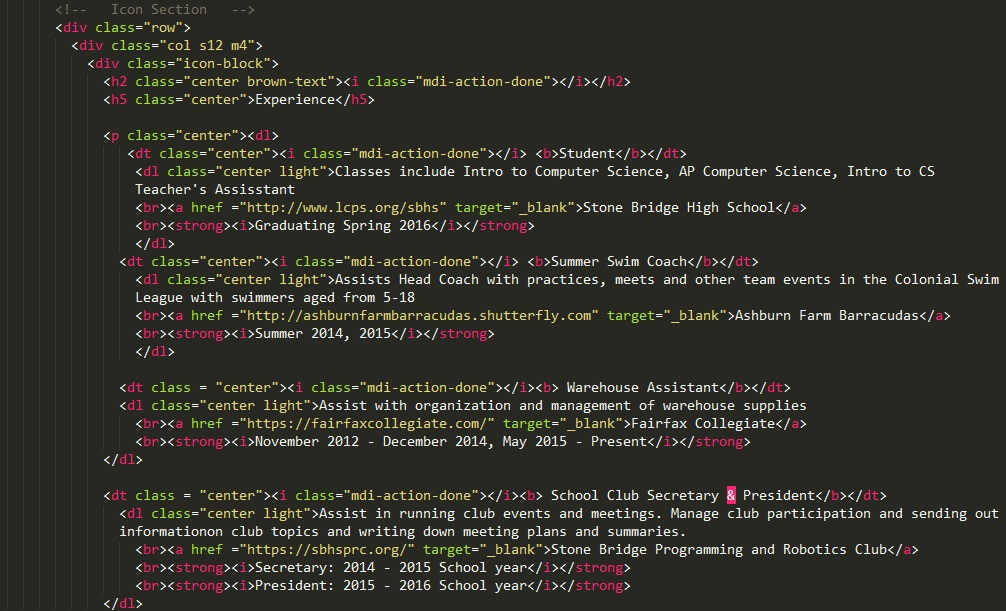 <!--   Icon Section   -->
<div class="row">
<div class="col s12 m4">
<div class="icon-block">
<h2 class="center brown-text"><i class="mdi-action-done"></i></h2>
<h5 class="center">Experience</h5>
<p class="center"><dl>
<dt class="center"><i class="mdi-action-done"></i> <b>Student</b></dt>
<dl class="center light">Classes include Intro to Computer Science, AP Computer Science, Intro to CS
Teacher's Assisstant
<br><a href ="http://www.lcps.org/sbhs" target="_blank">Stone Bridge High School</a>
<br><strong><i>Graduating Spring 2016</i></strong>
</dl>
<dt class="center"><i class="mdi-action-done"></i> <b>Summer Swim Coach</b></dt>
<dl class="center light">Assists Head Coach with practices, meets and other team events in the Colonial Swim
League with swimmers aged from 5-18
<br><a href ="http://ashburnfarmbarracudas.shutterfly.com" target="_blank">Ashburn Farm Barracudas</a>
<br><strong><i>Summer 2014, 2015</i></strong>
</dl>
<dt class = "center"><i class="mdi-action-done"></i><b> Warehouse Assistant</b></dt>
<dl class="center light">Assist with organization and management of warehouse supplies
<br><a href ="https://fairfaxcollegiate.com/" target="_blank">Fairfax Collegiate</a>
<br><strong><i>November 2012 - December 2014, May 2015 - Present</i></strong>
</dl>
<dt class = "center"><i class="mdi-action-done"></i><b> School Club Secretary & President</b></dt>
<dl class="center light">Assist in running club events and meetings. Manage club participation and sending out
informationon club topics and writing down meeting plans and summaries.
<br><a href ="https://sbhsprc.org/" target="_blank">Stone Bridge Programming and Robotics Club</a>
<br><strong><i>Secretary: 2014 - 2015 School year</i></strong>
<br><strong><i>President: 2015 - 2016 School year</i></strong>
</dl>